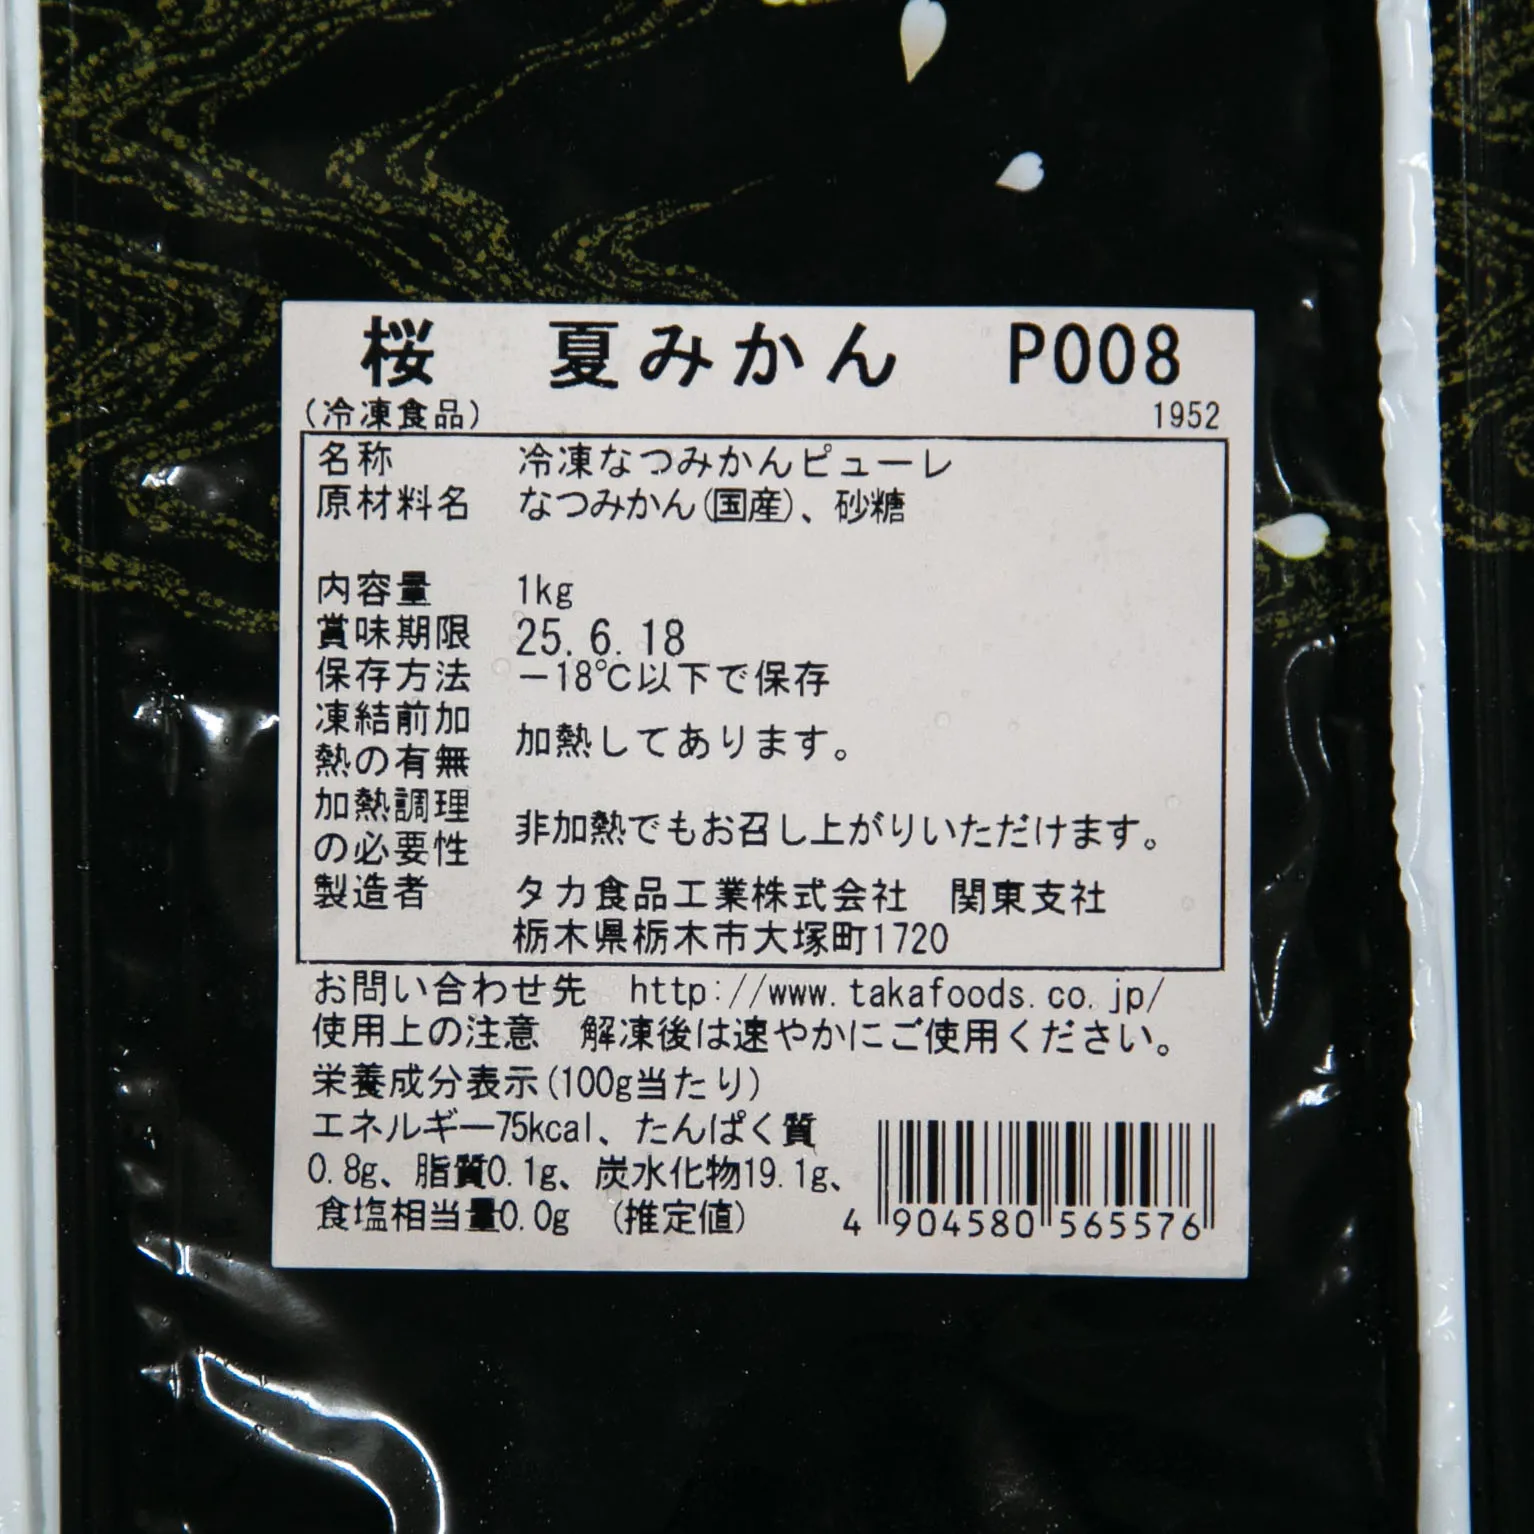 桜　夏みかん　P008
(冷凍食品)　1952
名称　冷凍なつみかんピューレ
原材料名　なつみかん(国産)、砂糖
内容量　1kg
賞味期限　25.6.18
保存方法　−18℃以下で保存
凍結前加熱の有無　加熱してあります。
加熱調理の必要性　非加熱でもお召し上がりいただけます。
製造者　タカ食品工業株式会社　関東支社
栃木県栃木市大塚町1720
お問い合わせ先　http://www.takafoods.co.jp/
使用上の注意　解凍後は速やかにご使用ください。
栄養成分表示(100g当たり)
エネルギー75kcal、たんぱく質
0.8g、脂質0.1g、炭水化物19.1g、
食塩相当量0.0g　(推定値)
4 904580 565576